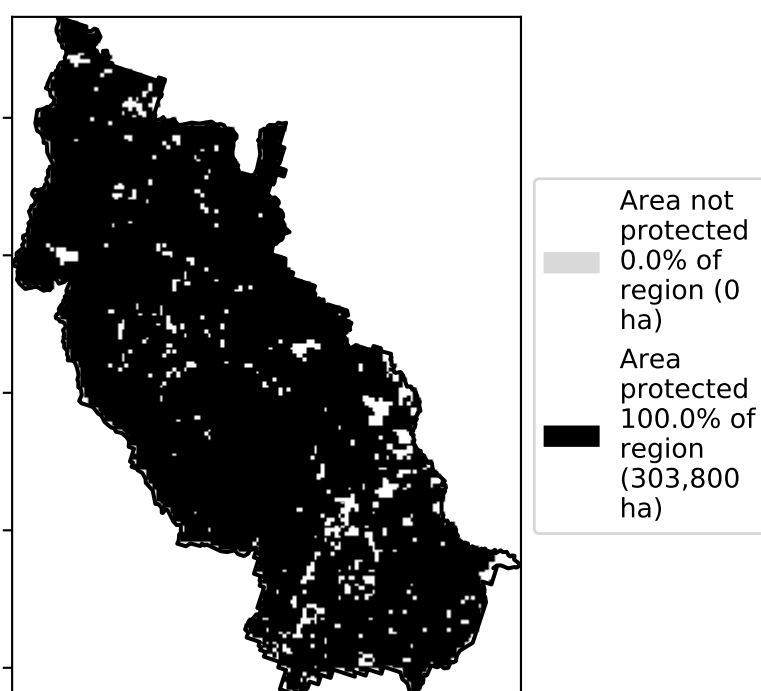 Area not
protected
0.0% of
region (0
ha)
Area
protected
100.0% of
region
(303,800
ha)